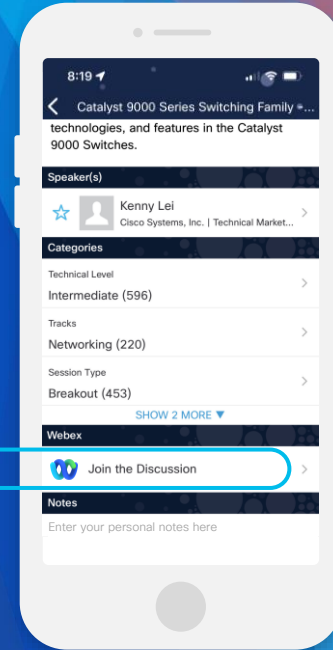 8:19
Catalyst 9000 Series Switching Family -...
technologies, and features in the Catalyst
9000 Switches.
Speaker(s)
Kenny Lei
Cisco Systems, Inc. | Technical Market...
Categories
Technical Level
Intermediate (596)
Tracks
Networking (220)
Session Type
Breakout (453)
SHOW 2 MORE ▼
Webex
Join the Discussion
Notes
Enter your personal notes here